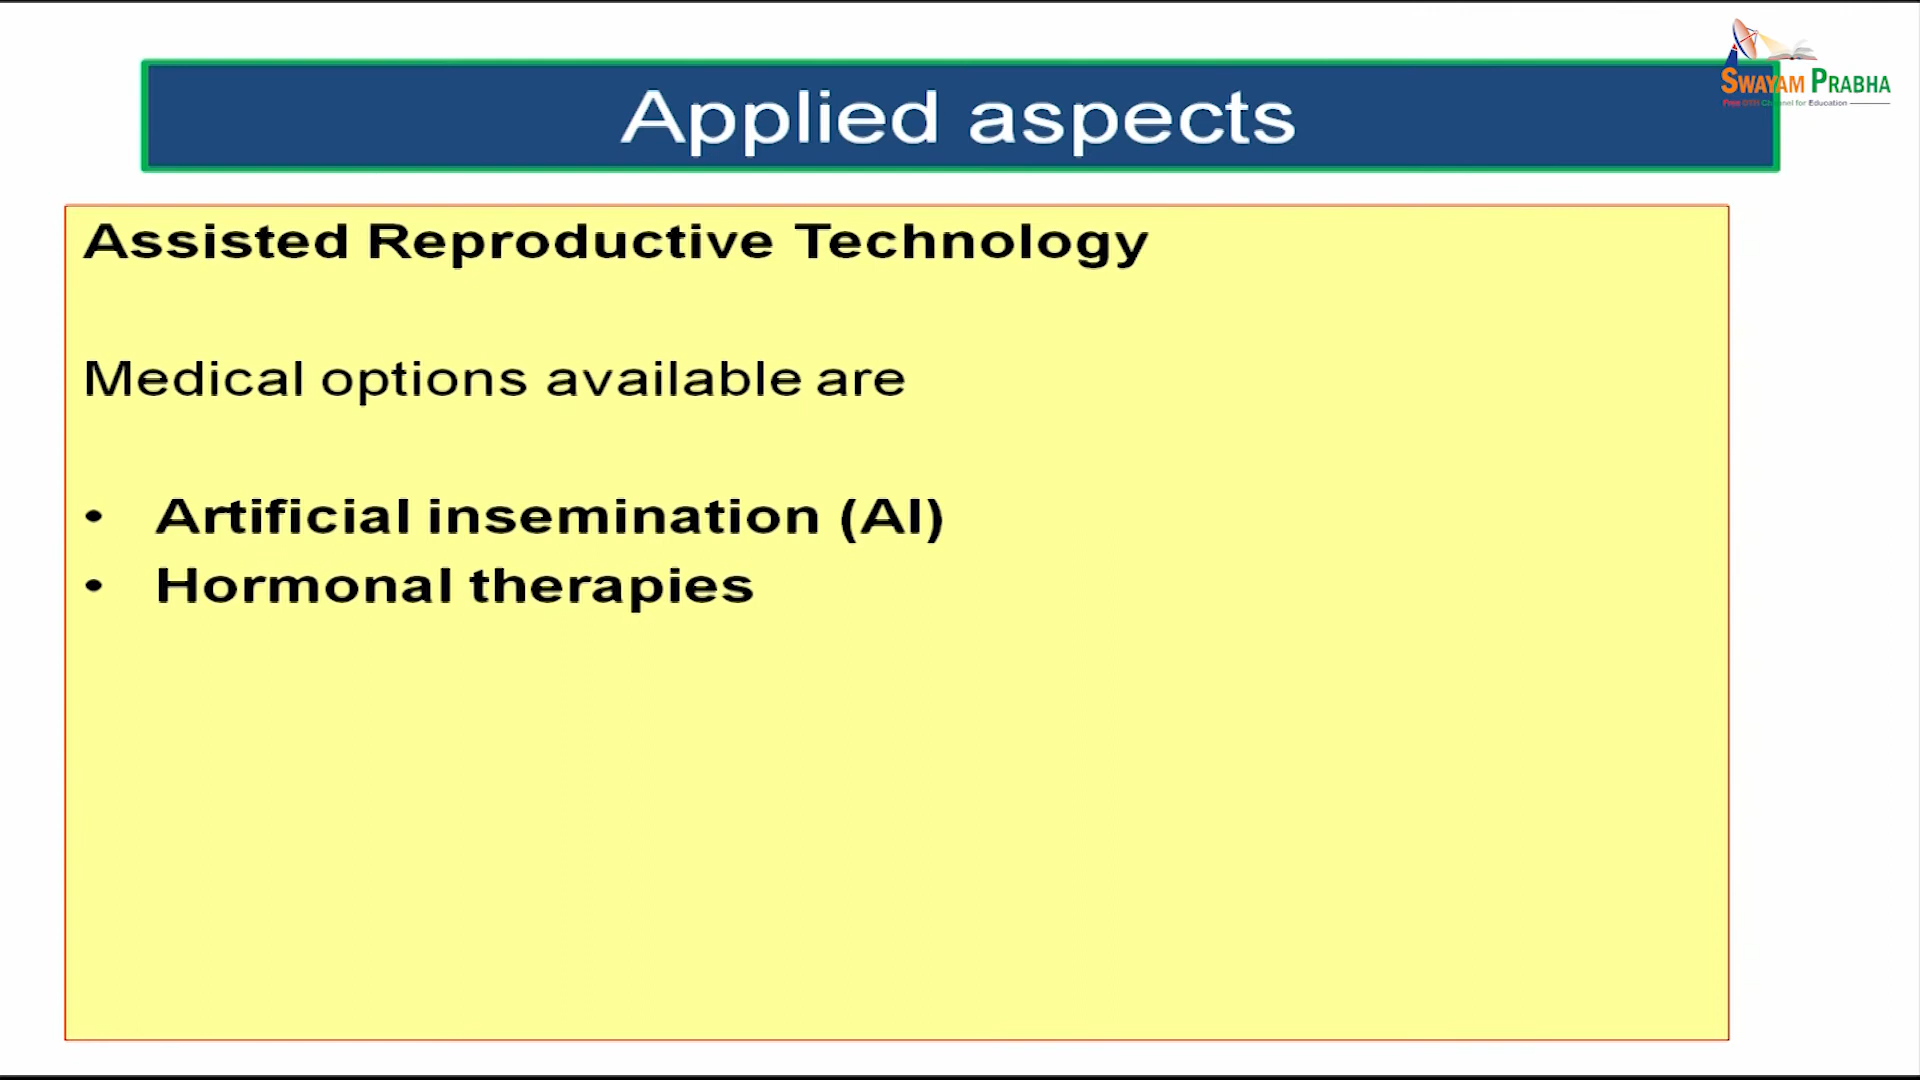 SWAYAM PRABHA
Free DTH Channel for Education
Applied aspects
Assisted Reproductive Technology
Medical options available are
• Artificial insemination (AI)
• Hormonal therapies